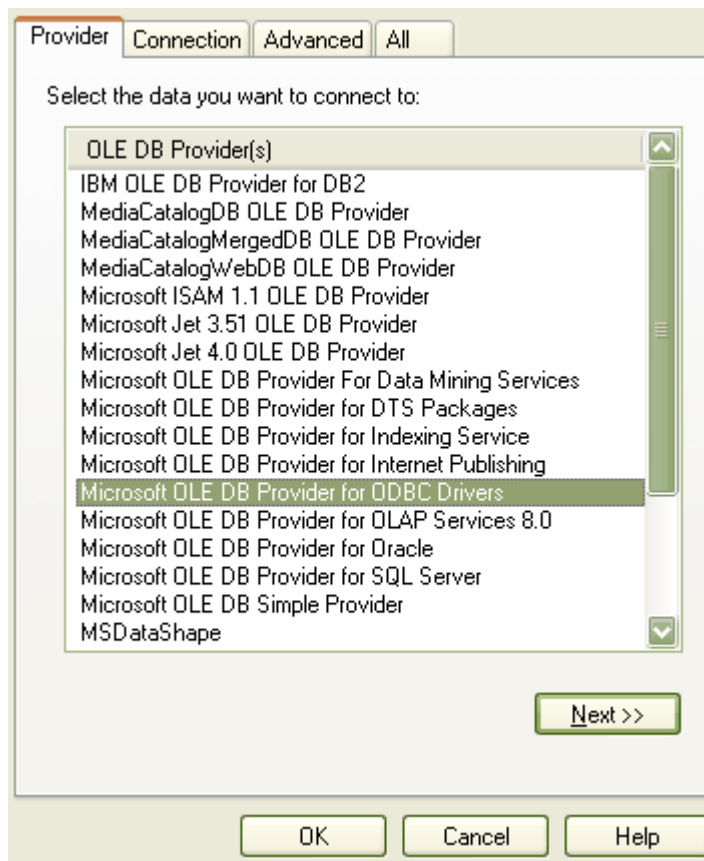 Provider Connection Advanced All
Select the data you want to connect to:
OLE DB Provider(s)
IBM OLE DB Provider for DB2
MediaCatalogDB OLE DB Provider
MediaCatalogMergedDB OLE DB Provider
MediaCatalogWebDB OLE DB Provider
Microsoft ISAM 1.1 OLE DB Provider
Microsoft Jet 3.51 OLE DB Provider
Microsoft Jet 4.0 OLE DB Provider
Microsoft OLE DB Provider For Data Mining Services
Microsoft OLE DB Provider for DTS Packages
Microsoft OLE DB Provider for Indexing Service
Microsoft OLE DB Provider for Internet Publishing
Microsoft OLE DB Provider for ODBC Drivers
Microsoft OLE DB Provider for OLAP Services 8.0
Microsoft OLE DB Provider for Oracle
Microsoft OLE DB Provider for SQL Server
Microsoft OLE DB Simple Provider
MSDataShape
Next >>
OK Cancel Help